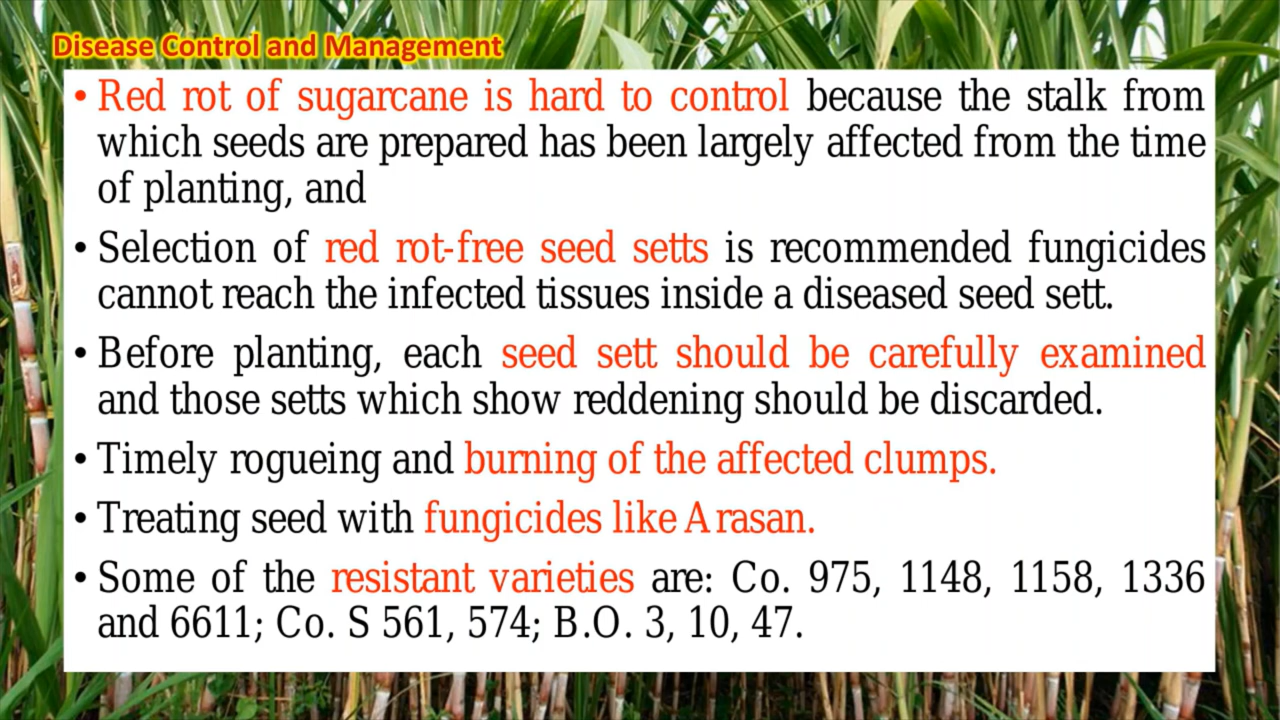 Disease Control and Management
• Red rot of sugarcane is hard to control because the stalk from
which seeds are prepared has been largely affected from the time
of planting, and
• Selection of red rot-free seed setts is recommended fungicides
cannot reach the infected tissues inside a diseased seed sett.
• Before planting, each seed sett should be carefully examined
and those setts which show reddening should be discarded.
• Timely rogueing and burning of the affected clumps.
• Treating seed with fungicides like Arasan.
• Some of the resistant varieties are: Co. 975, 1148, 1158, 1336
and 6611; Co. S 561, 574; B.O. 3, 10, 47.